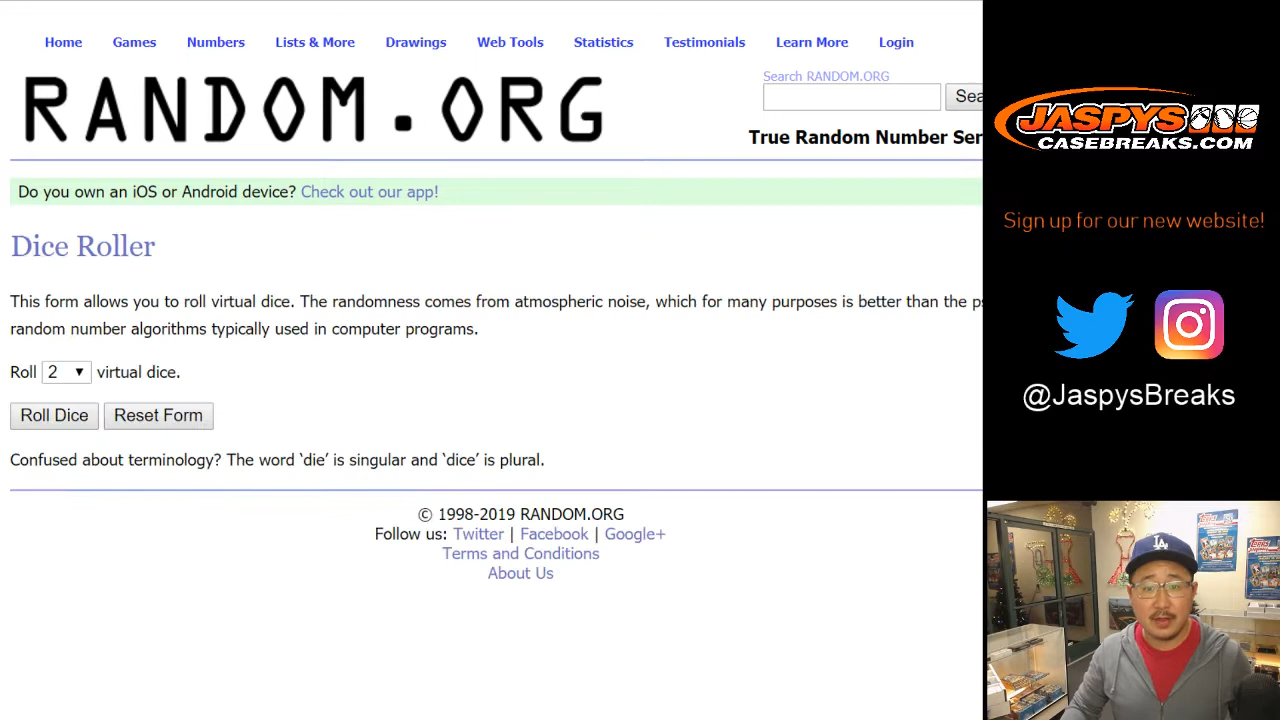 Home Games Numbers Lists & More Drawings Web Tools Statistics Testimonials Learn More Login
RANDOM.ORG
Search RANDOM.ORG
Sea
True Random Number Ser
Do you own an iOS or Android device? Check out our app!
Dice Roller
This form allows you to roll virtual dice. The randomness comes from atmospheric noise, which for many purposes is better than the ps
random number algorithms typically used in computer programs.
Roll 2 virtual dice.
Roll Dice Reset Form
Confused about terminology? The word ‘die’ is singular and ‘dice’ is plural.
© 1998-2019 RANDOM.ORG
Follow us: Twitter | Facebook | Google+
Terms and Conditions
About Us
JASPYS
CASEBREAKS.COM
Sign up for our new website!
@JaspysBreaks
LA